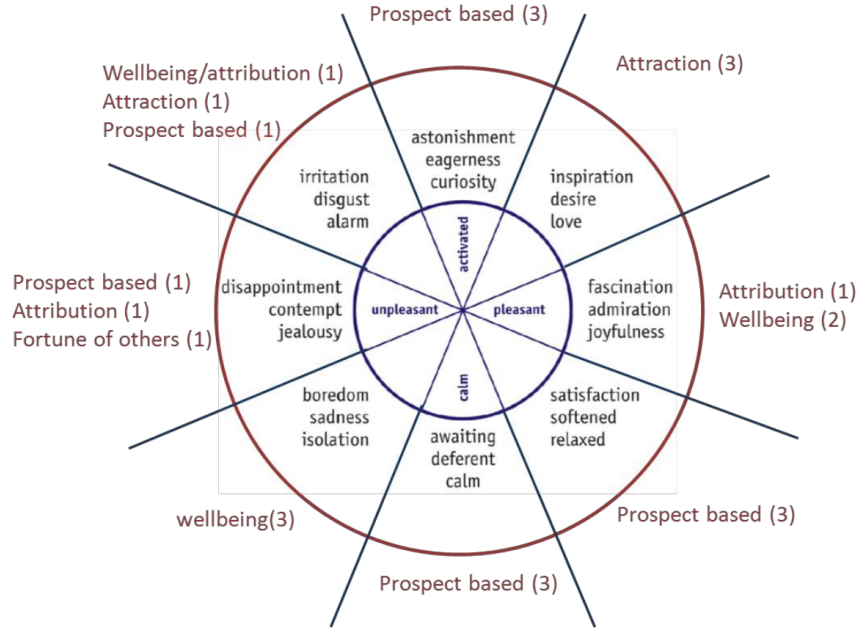 Prospect based (3)
Attraction (3)
Wellbeing/attribution (1)
Attraction (1)
Prospect based (1)
astonishment
eagerness
curiosity
irritation
disgust
alarm
inspiration
desire
love
activated
Prospect based (1)
Attribution (1)
Fortune of others (1)
disappointment
contempt
jealousy
unpleasant
pleasant
fascination
admiration
joyfulness
Attribution (1)
Wellbeing (2)
calm
boredom
sadness
isolation
awaiting
deferent
calm
satisfaction
softened
relaxed
wellbeing(3)
Prospect based (3)
Prospect based (3)